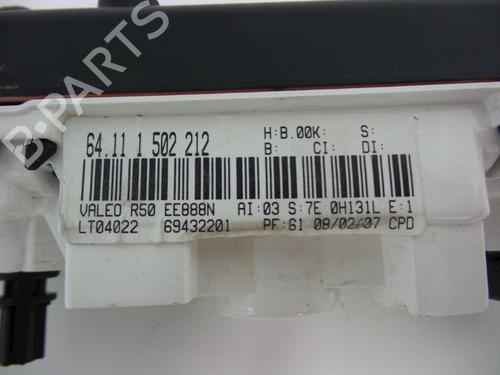 B-PARTS
64.11 1 502 212
H:B.00K: S:
B: CI: DI:
VALEO R50 EE888N AI:03 S:7E 0H131L E:1
LT04022 69432201 PF:61 08/02/37 CPD